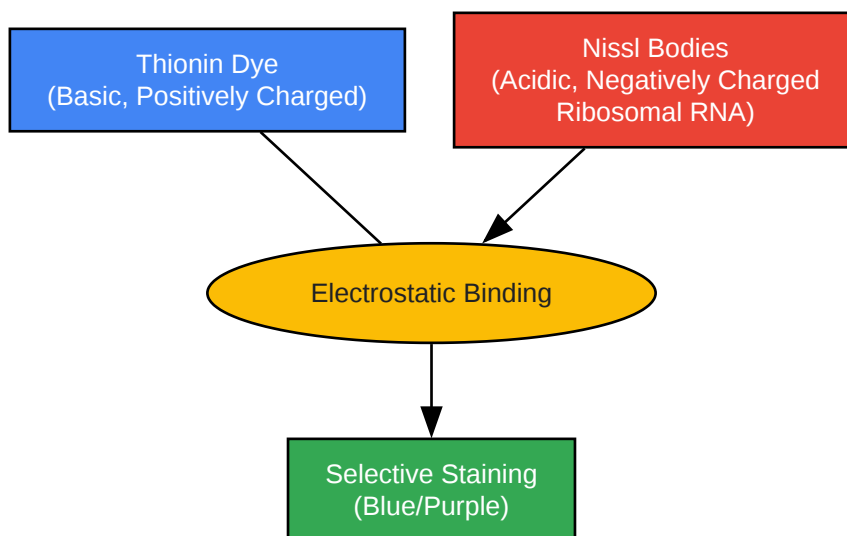 Thionin Dye
(Basic, Positively Charged)
Nissl Bodies
(Acidic, Negatively Charged
Ribosomal RNA)
Electrostatic Binding
Selective Staining
(Blue/Purple)